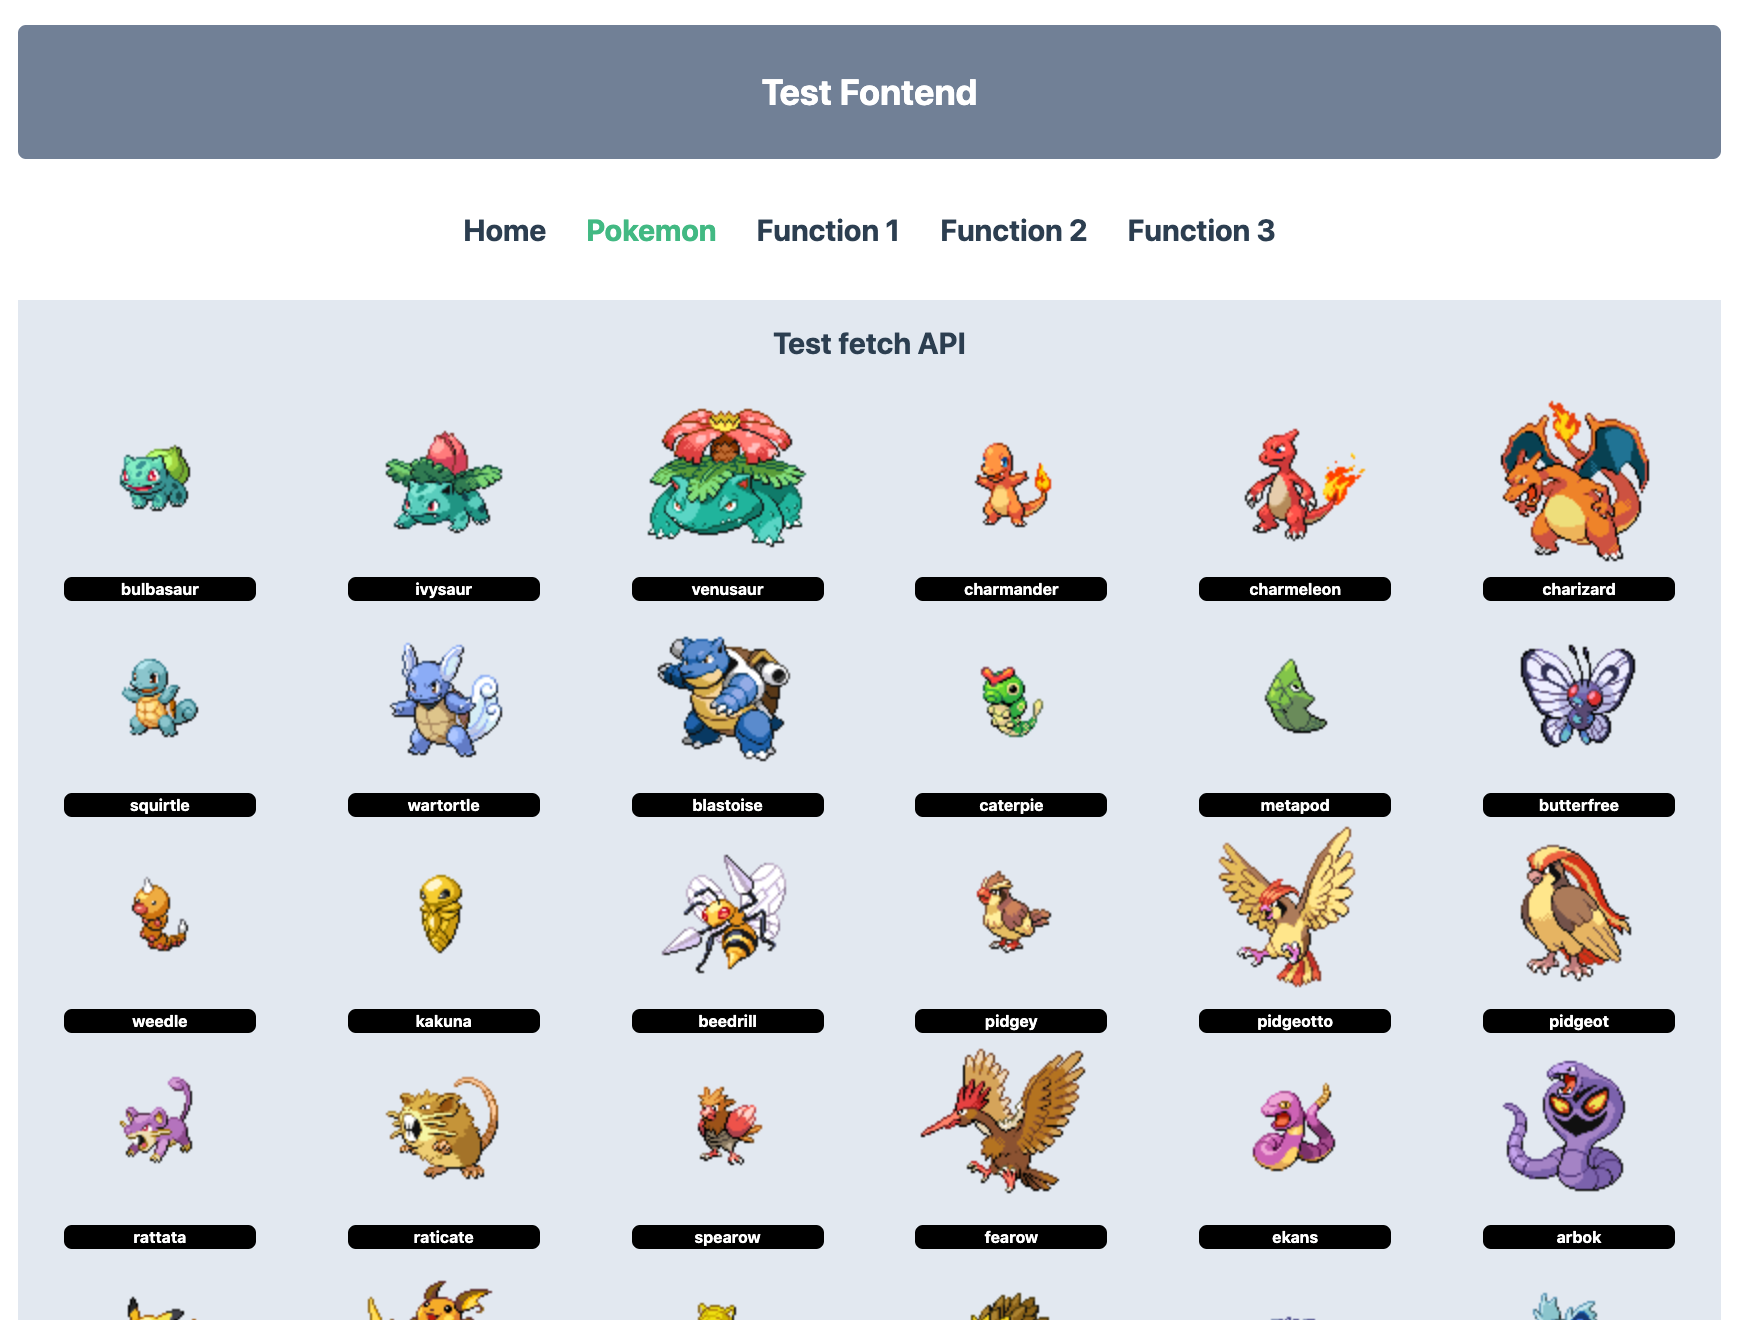 Test Fontend
Home Pokemon Function 1 Function 2 Function 3
Test fetch API
bulbasaur ivysaur venusaur charmander charmeleon charizard
squirtle wartortle blastoise caterpie metapod butterfree
weedle kakuna beedrill pidgey pidgeotto pidgeot
rattata raticate spearow fearow ekans arbok